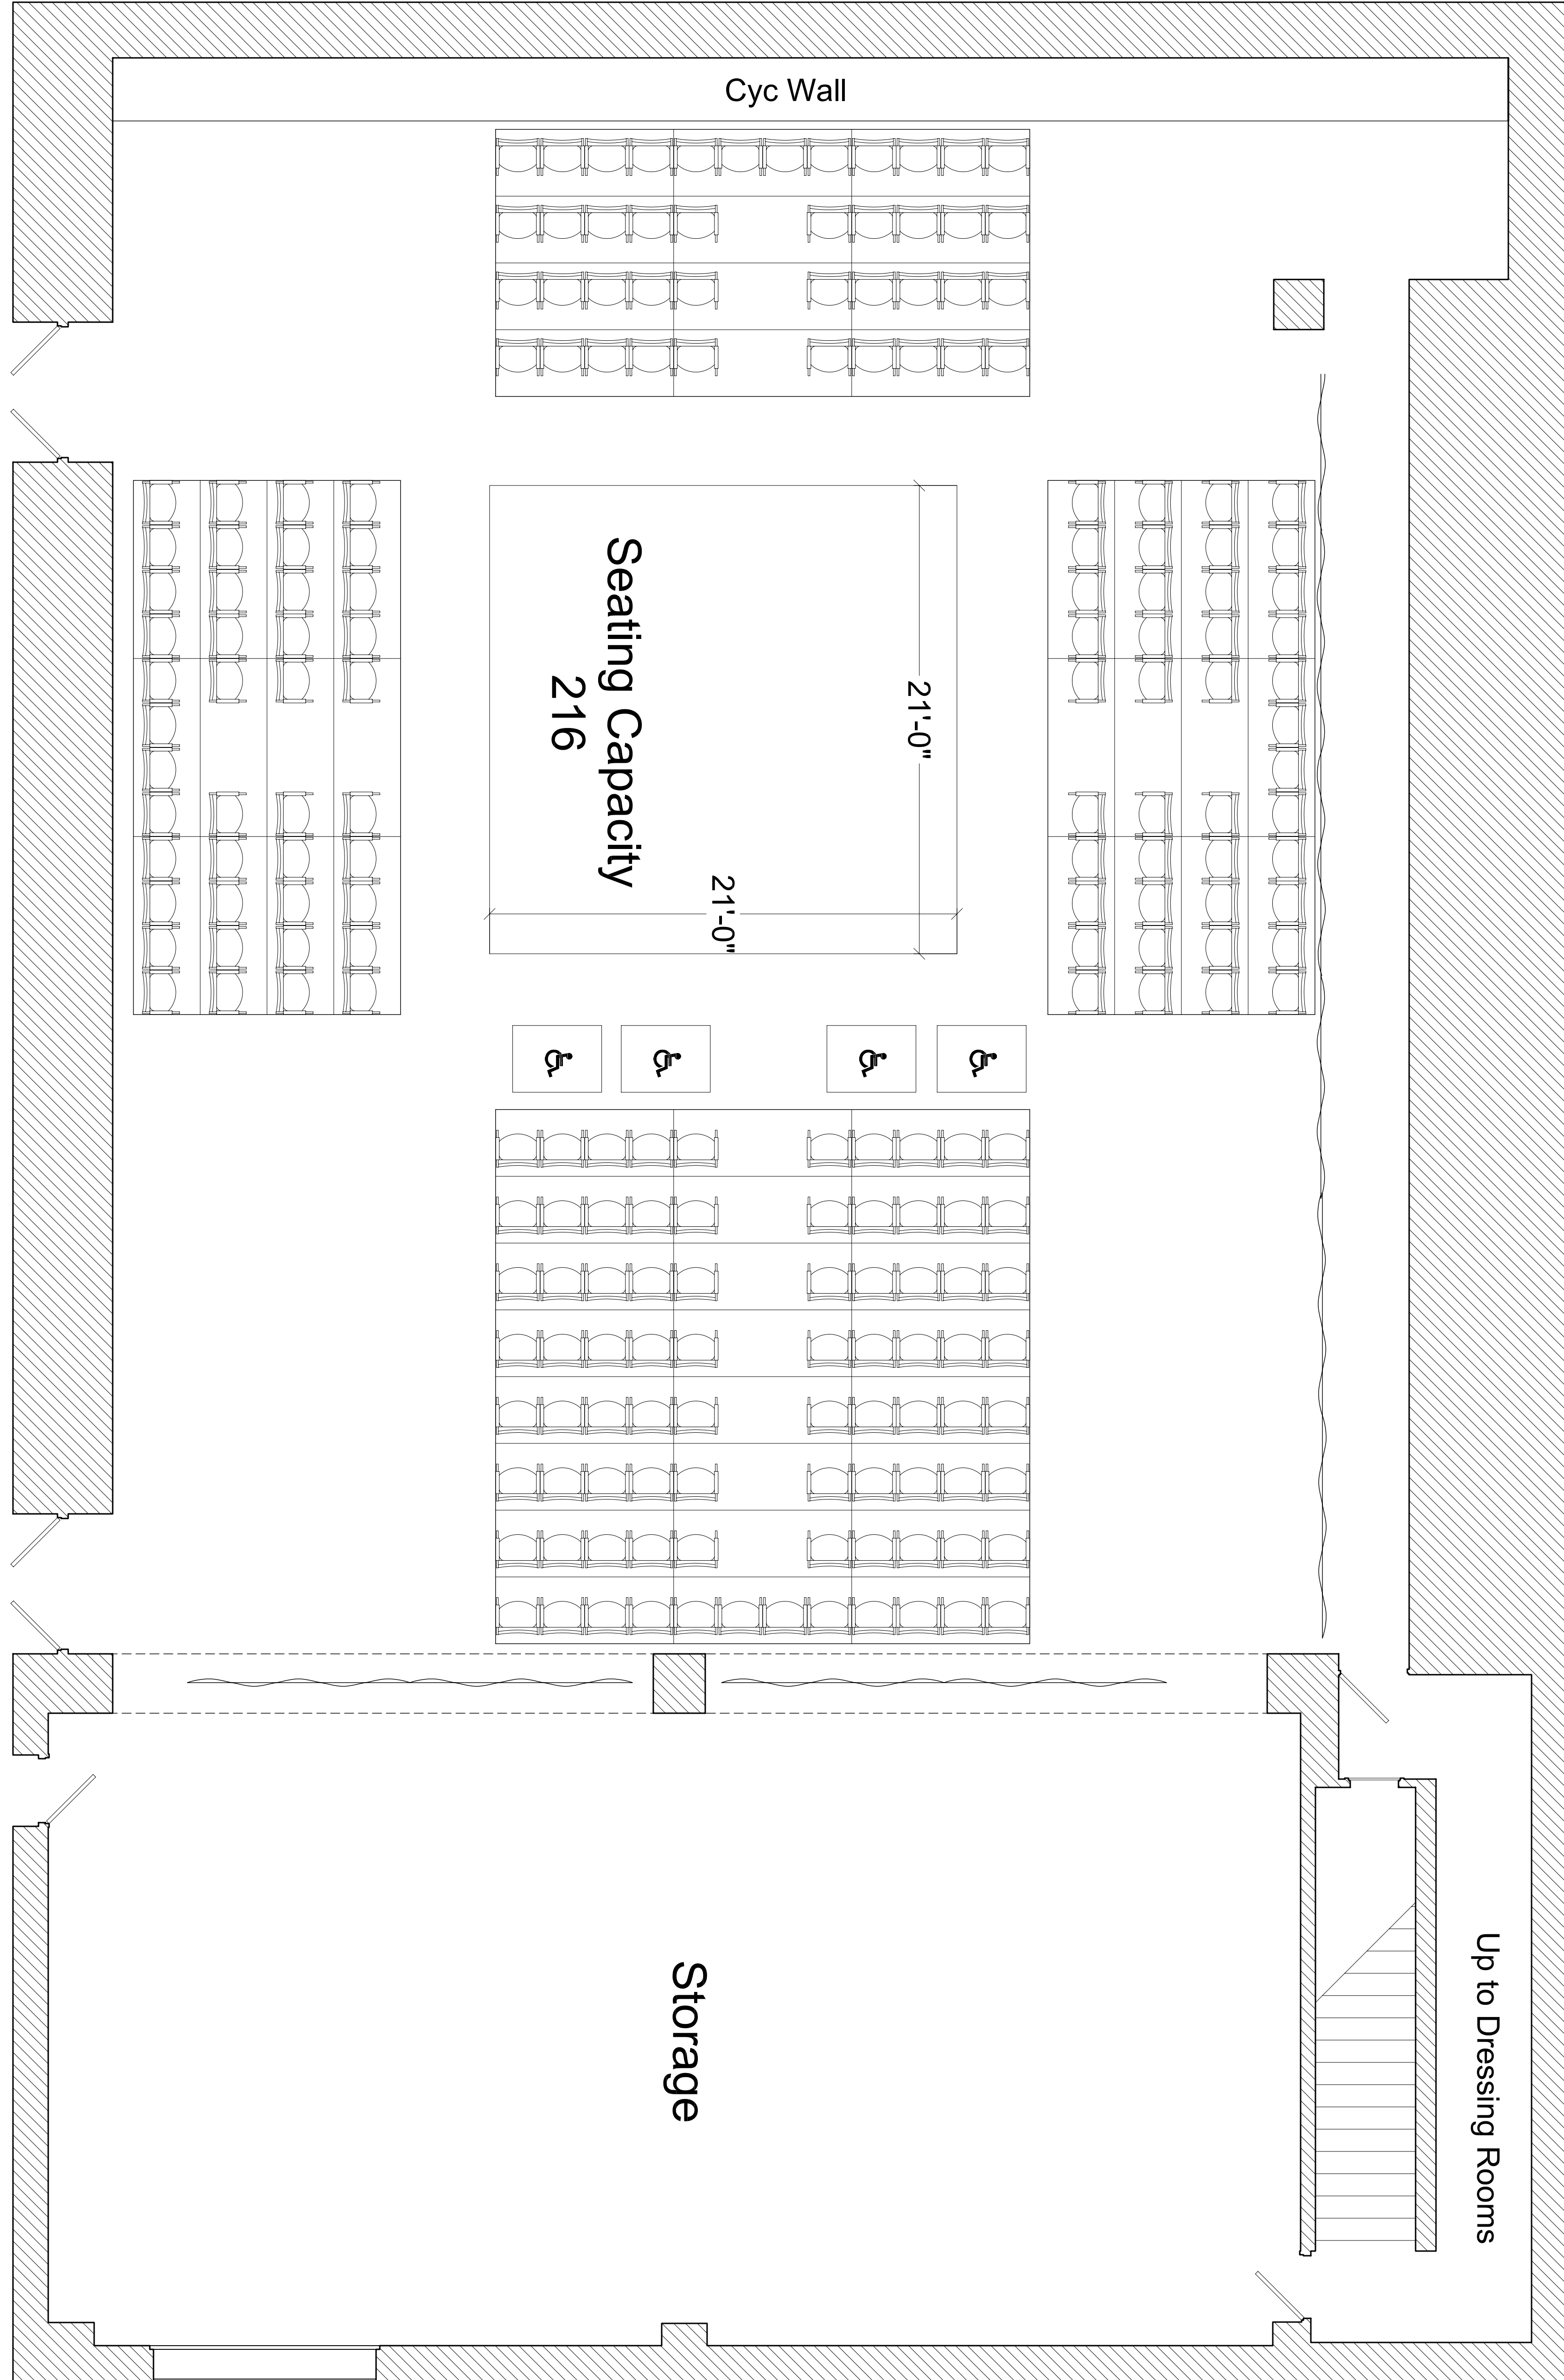 Cyc Wall
Seating Capacity
216
21'-0"
21'-0"
Storage
Up to Dressing Rooms